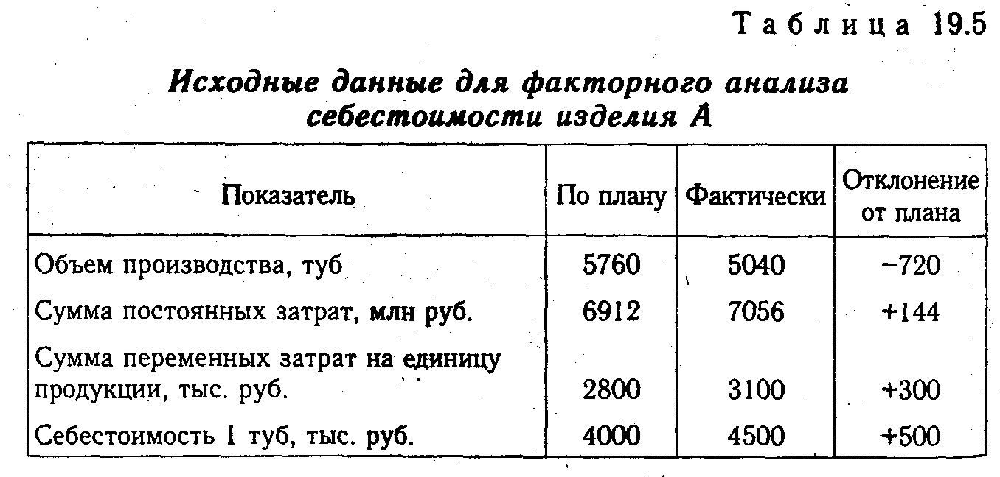 Таблица 19.5
Исходные данные для факторного анализа
себестоимости изделия А
Показатель По плану Фактически Отклонение от плана
Объем производства, туб 5760 5040 −720
Сумма постоянных затрат, млн руб. 6912 7056 +144
Сумма переменных затрат на единицу
продукции, тыс. руб. 2800 3100 +300
Себестоимость 1 туб, тыс. руб. 4000 4500 +500